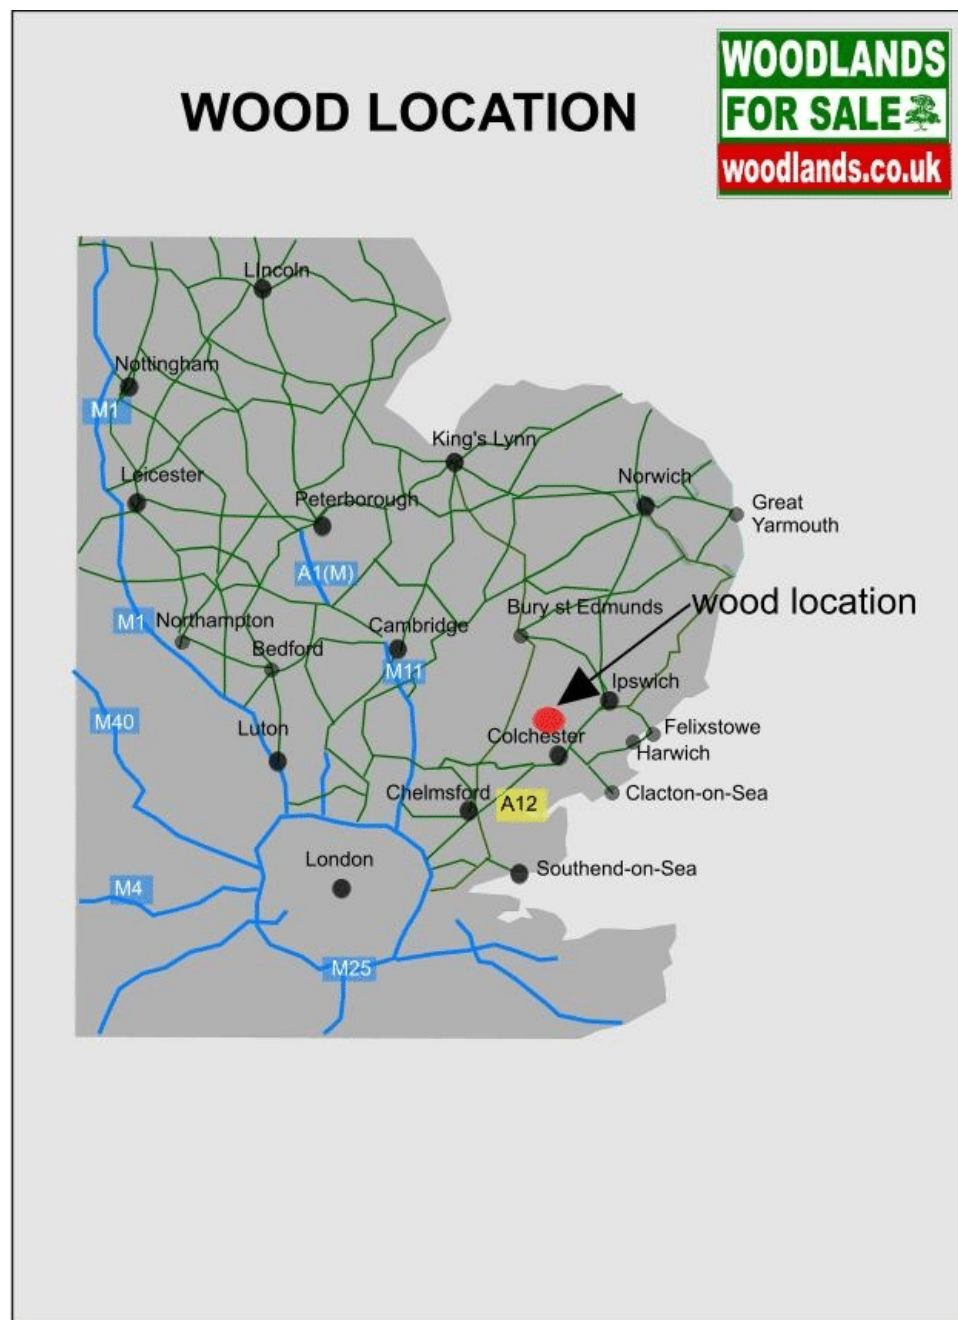 WOOD LOCATION
WOODLANDS
FOR SALE
woodlands.co.uk
LIncoln
Nottingham
M1
King's Lynn
Leicester
Norwich
Peterborough
Great
Yarmouth
A1(M)
Bury st Edmunds
wood location
M1
Northampton
Cambridge
Bedford
M11
Ipswich
M40
Luton
Colchester
Felixstowe
Harwich
Chelmsford
A12
Clacton-on-Sea
London
Southend-on-Sea
M4
M25